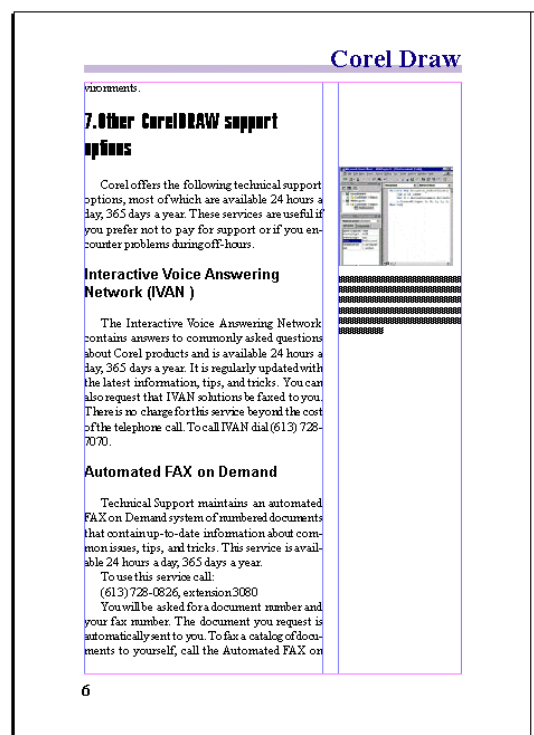 Corel Draw
vironments.
7.Other CorelDRAW support
options
Corel offers the following technical support
options, most of which are available 24 hours a
day, 365 days a year. These services are useful if
you prefer not to pay for support or if you en-
counter problems during off-hours.
Interactive Voice Answering
Network (IVAN )
The Interactive Voice Answering Network
contains answers to commonly asked questions
about Corel products and is available 24 hours a
day, 365 days a year. It is regularly updated with
the latest information, tips, and tricks. You can
also request that IVAN solutions be faxed to you.
There is no charge for this service beyond the cost
of the telephone call. To call IVAN dial (613) 728-
7070.
Automated FAX on Demand
Technical Support maintains an automated
FAX on Demand system of numbered documents
that contain up-to-date information about com-
mon issues, tips, and tricks. This service is avail-
able 24 hours a day, 365 days a year.
To use this service call:
(613) 728-0826, extension 3080
You will be asked for a document number and
your fax number. The document you request is
automatically sent to you. To fax a catalog of docu-
ments to yourself, call the Automated FAX on
6